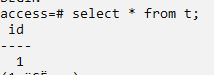 access=# select * from t;
id
----
1